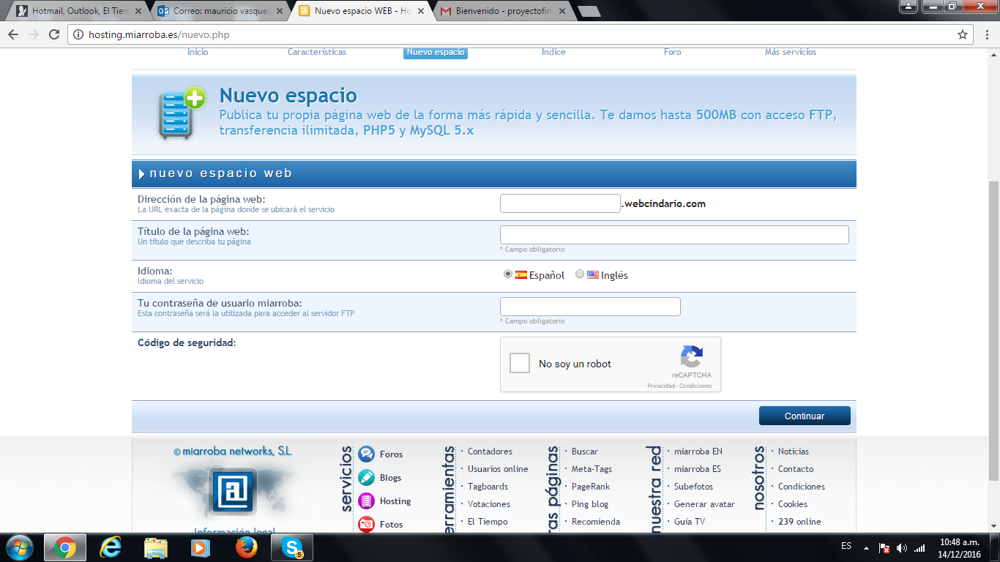 Hotmail, Outlook, El Tiem
Correo: mauricio vasquez
Nuevo espacio WEB - Ho
Bienvenido - proyectofin
hosting.miarroba.es/nuevo.php
Inicio
Características
Nuevo espacio
Indice
Foro
Más servicios
Nuevo espacio
Publica tu propia página web de la forma más rápida y sencilla. Te damos hasta 500MB con acceso FTP,
transferencia ilimitada, PHP5 y MySQL 5.x
nuevo espacio web
Dirección de la página web:
La URL exacta de la página donde se ubicará el servicio
.webcindario.com
Título de la página web:
Un título que describa tu página
* Campo obligatorio
Idioma:
Idioma del servicio
Español
Inglés
Tu contraseña de usuario miarroba:
Esta contraseña será la utilizada para acceder al servidor FTP
* Campo obligatorio
Código de seguridad:
No soy un robot
reCAPTCHA
Privacidad - Condiciones
Continuar
© miarroba networks, S.L.
Información legal
servicios
Foros
Blogs
Hosting
Fotos
erramientas
Contadores
Usuarios online
Tagboards
Votaciones
El Tiempo
ras páginas
Buscar
Meta-Tags
PageRank
Ping blog
Recomienda
nuestra red
miarroba EN
miarroba ES
Subefotos
Generar avatar
Guía TV
nosotros
Noticias
Contacto
Condiciones
Cookies
239 online
5
ES
10:48 a.m.
14/12/2016